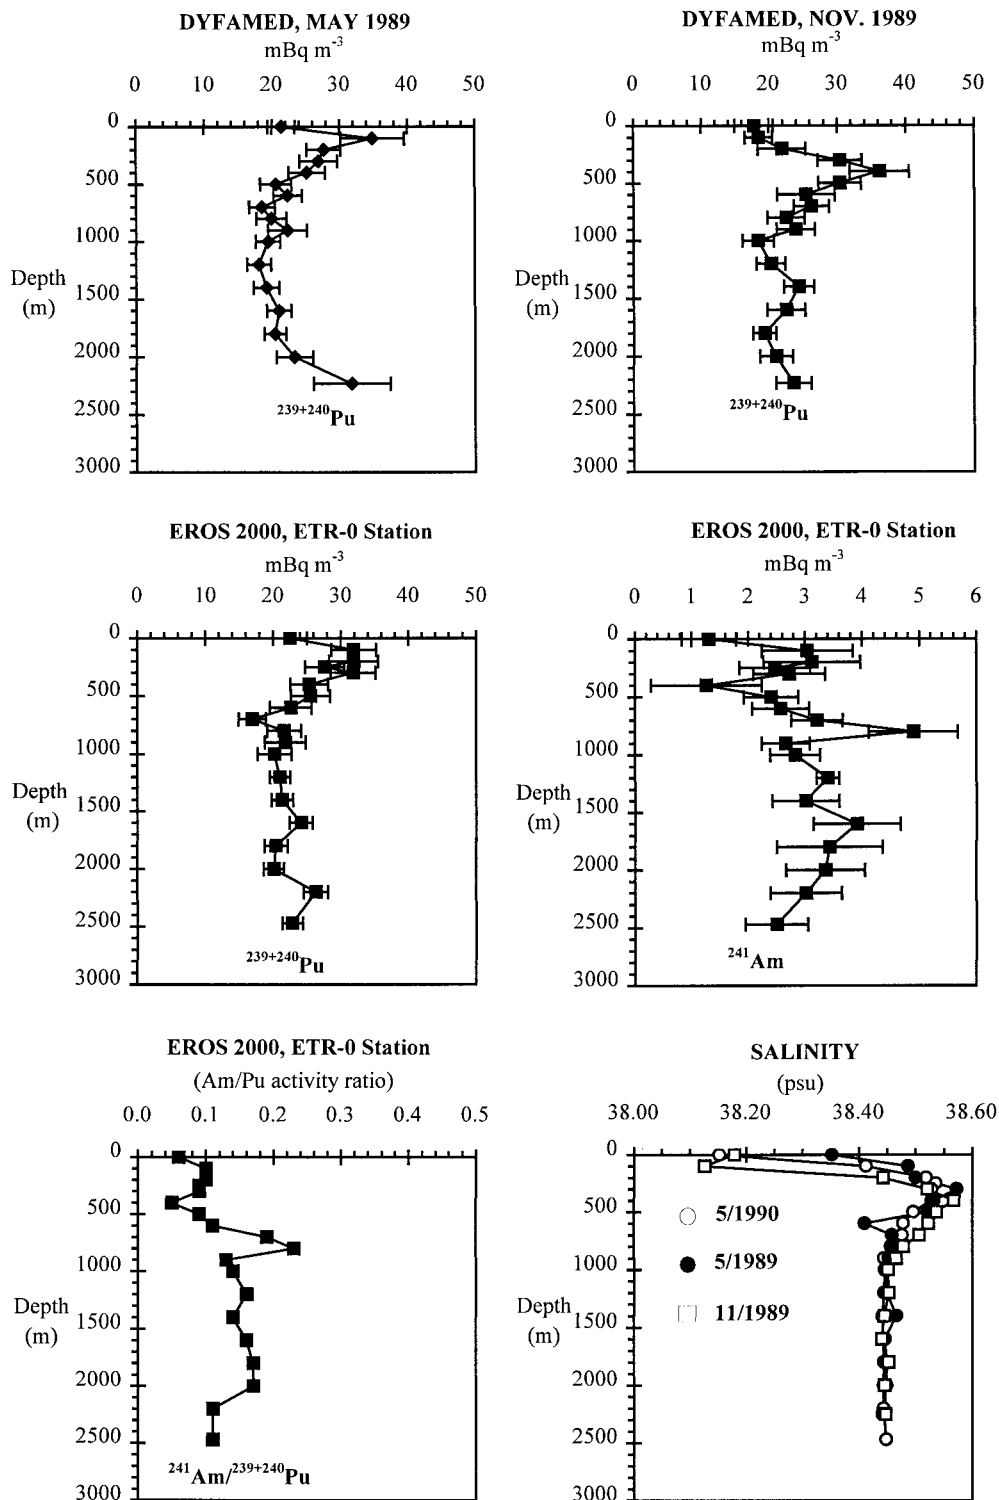 DYFAMED, MAY 1989
mBq m⁻³
0 10 20 30 40 50
0
500
1000
Depth
(m)
1500
2000
2500
3000
²³⁹⁺²⁴⁰Pu
DYFAMED, NOV. 1989
mBq m⁻³
0 10 20 30 40 50
0
500
1000
Depth
(m)
1500
2000
2500
3000
²³⁹⁺²⁴⁰Pu
EROS 2000, ETR-0 Station
mBq m⁻³
0 10 20 30 40 50
0
500
1000
Depth
(m)
1500
2000
2500
3000
²³⁹⁺²⁴⁰Pu
EROS 2000, ETR-0 Station
mBq m⁻³
0 1 2 3 4 5 6
0
500
1000
Depth
(m)
1500
2000
2500
3000
²⁴¹Am
EROS 2000, ETR-0 Station
(Am/Pu activity ratio)
0.0 0.1 0.2 0.3 0.4 0.5
0
500
1000
Depth
(m)
1500
2000
2500
3000
²⁴¹Am/²³⁹⁺²⁴⁰Pu
SALINITY
(psu)
38.00 38.20 38.40 38.60
0
500
1000
Depth
(m)
1500
2000
2500
3000
5/1990
5/1989
11/1989